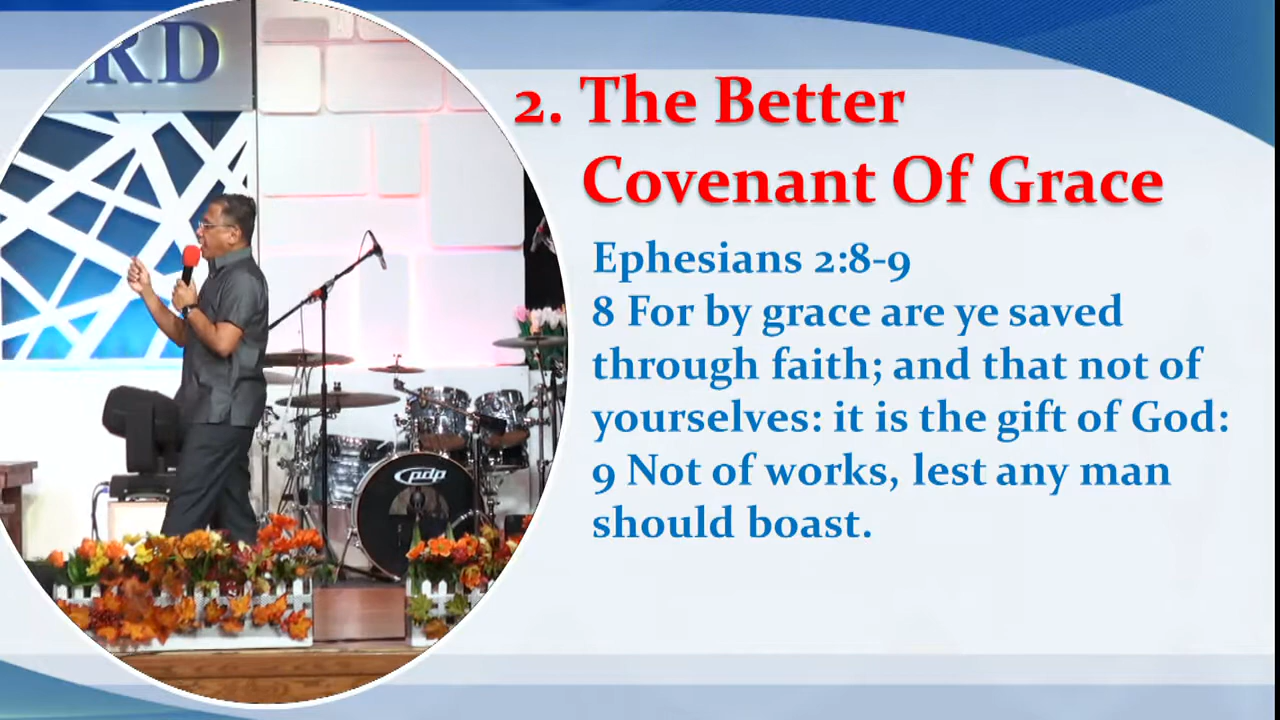 RD
2. The Better
Covenant Of Grace
Ephesians 2:8-9
8 For by grace are ye saved
through faith; and that not of
yourselves: it is the gift of God:
9 Not of works, lest any man
should boast.
pdp